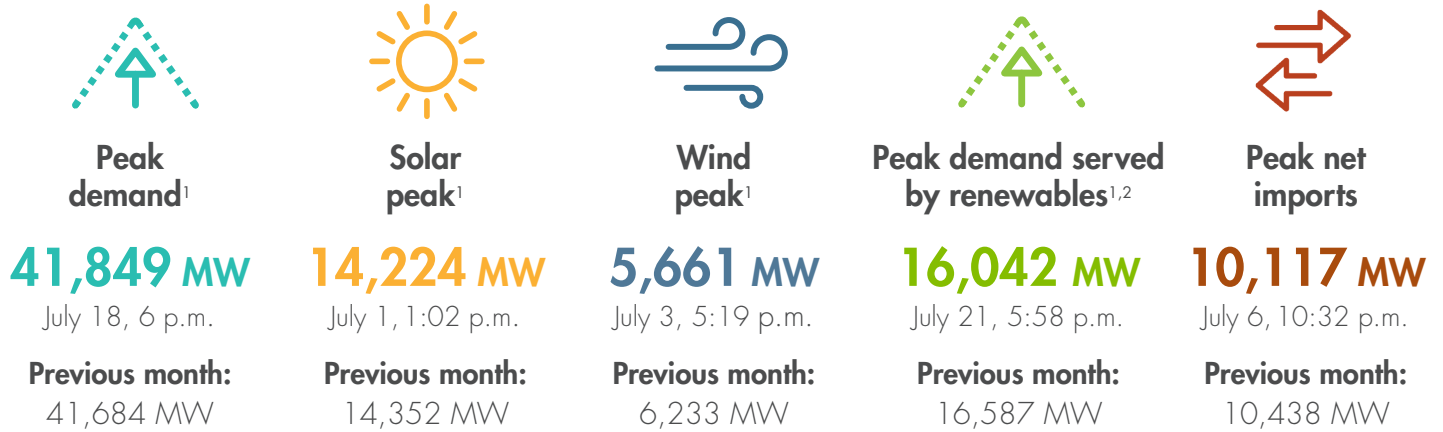 Peak
demand¹
41,849 MW
July 18, 6 p.m.
Previous month:
41,684 MW
Solar
peak¹
14,224 MW
July 1, 1:02 p.m.
Previous month:
14,352 MW
Wind
peak¹
5,661 MW
July 3, 5:19 p.m.
Previous month:
6,233 MW
Peak demand served
by renewables¹,²
16,042 MW
July 21, 5:58 p.m.
Previous month:
16,587 MW
Peak net
imports
10,117 MW
July 6, 10:32 p.m.
Previous month:
10,438 MW